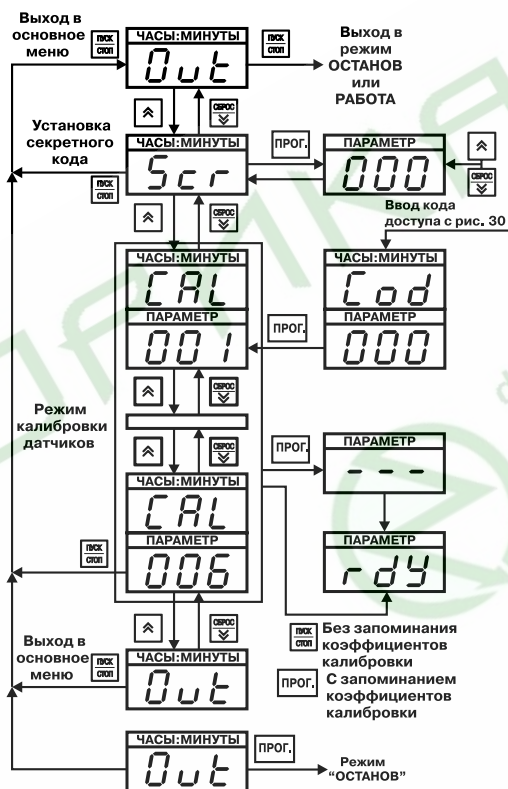 Выход в
основное
меню
ПУСК
СТОП
ЧАСЫ:МИНУТЫ
Out
ПУСК
СТОП
Выход в
режим
ОСТАНОВ
или
РАБОТА
СБРОС
Установка
секретного
кода
ПУСК
СТОП
ЧАСЫ:МИНУТЫ
Scr
ПРОГ.
ПАРАМЕТР
000
СБРОС
СБРОС
Ввод кода
доступа с рис. 30
ЧАСЫ:МИНУТЫ
CAL
ПАРАМЕТР
001
ПРОГ.
ЧАСЫ:МИНУТЫ
Cod
ПАРАМЕТР
000
СБРОС
Режим
калибровки
датчиков
СБРОС
ЧАСЫ:МИНУТЫ
CAL
ПАРАМЕТР
006
ПУСК
СТОП
ПРОГ.
ПАРАМЕТР
---
ПАРАМЕТР
rdY
СБРОС
ПУСК
СТОП
Без запоминания
коэффициентов
калибровки
ПРОГ.
С запоминанием
коэффициентов
калибровки
Выход в
основное
меню
ПУСК
СТОП
ЧАСЫ:МИНУТЫ
Out
ЧАСЫ:МИНУТЫ
Out
ПРОГ.
Режим
"ОСТАНОВ"